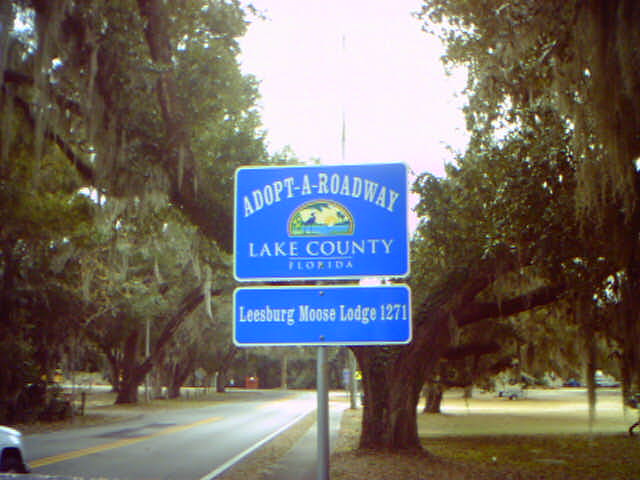 ADOPT-A-ROADWAY
LAKE COUNTY
FLORIDA
Leesburg Moose Lodge 1271